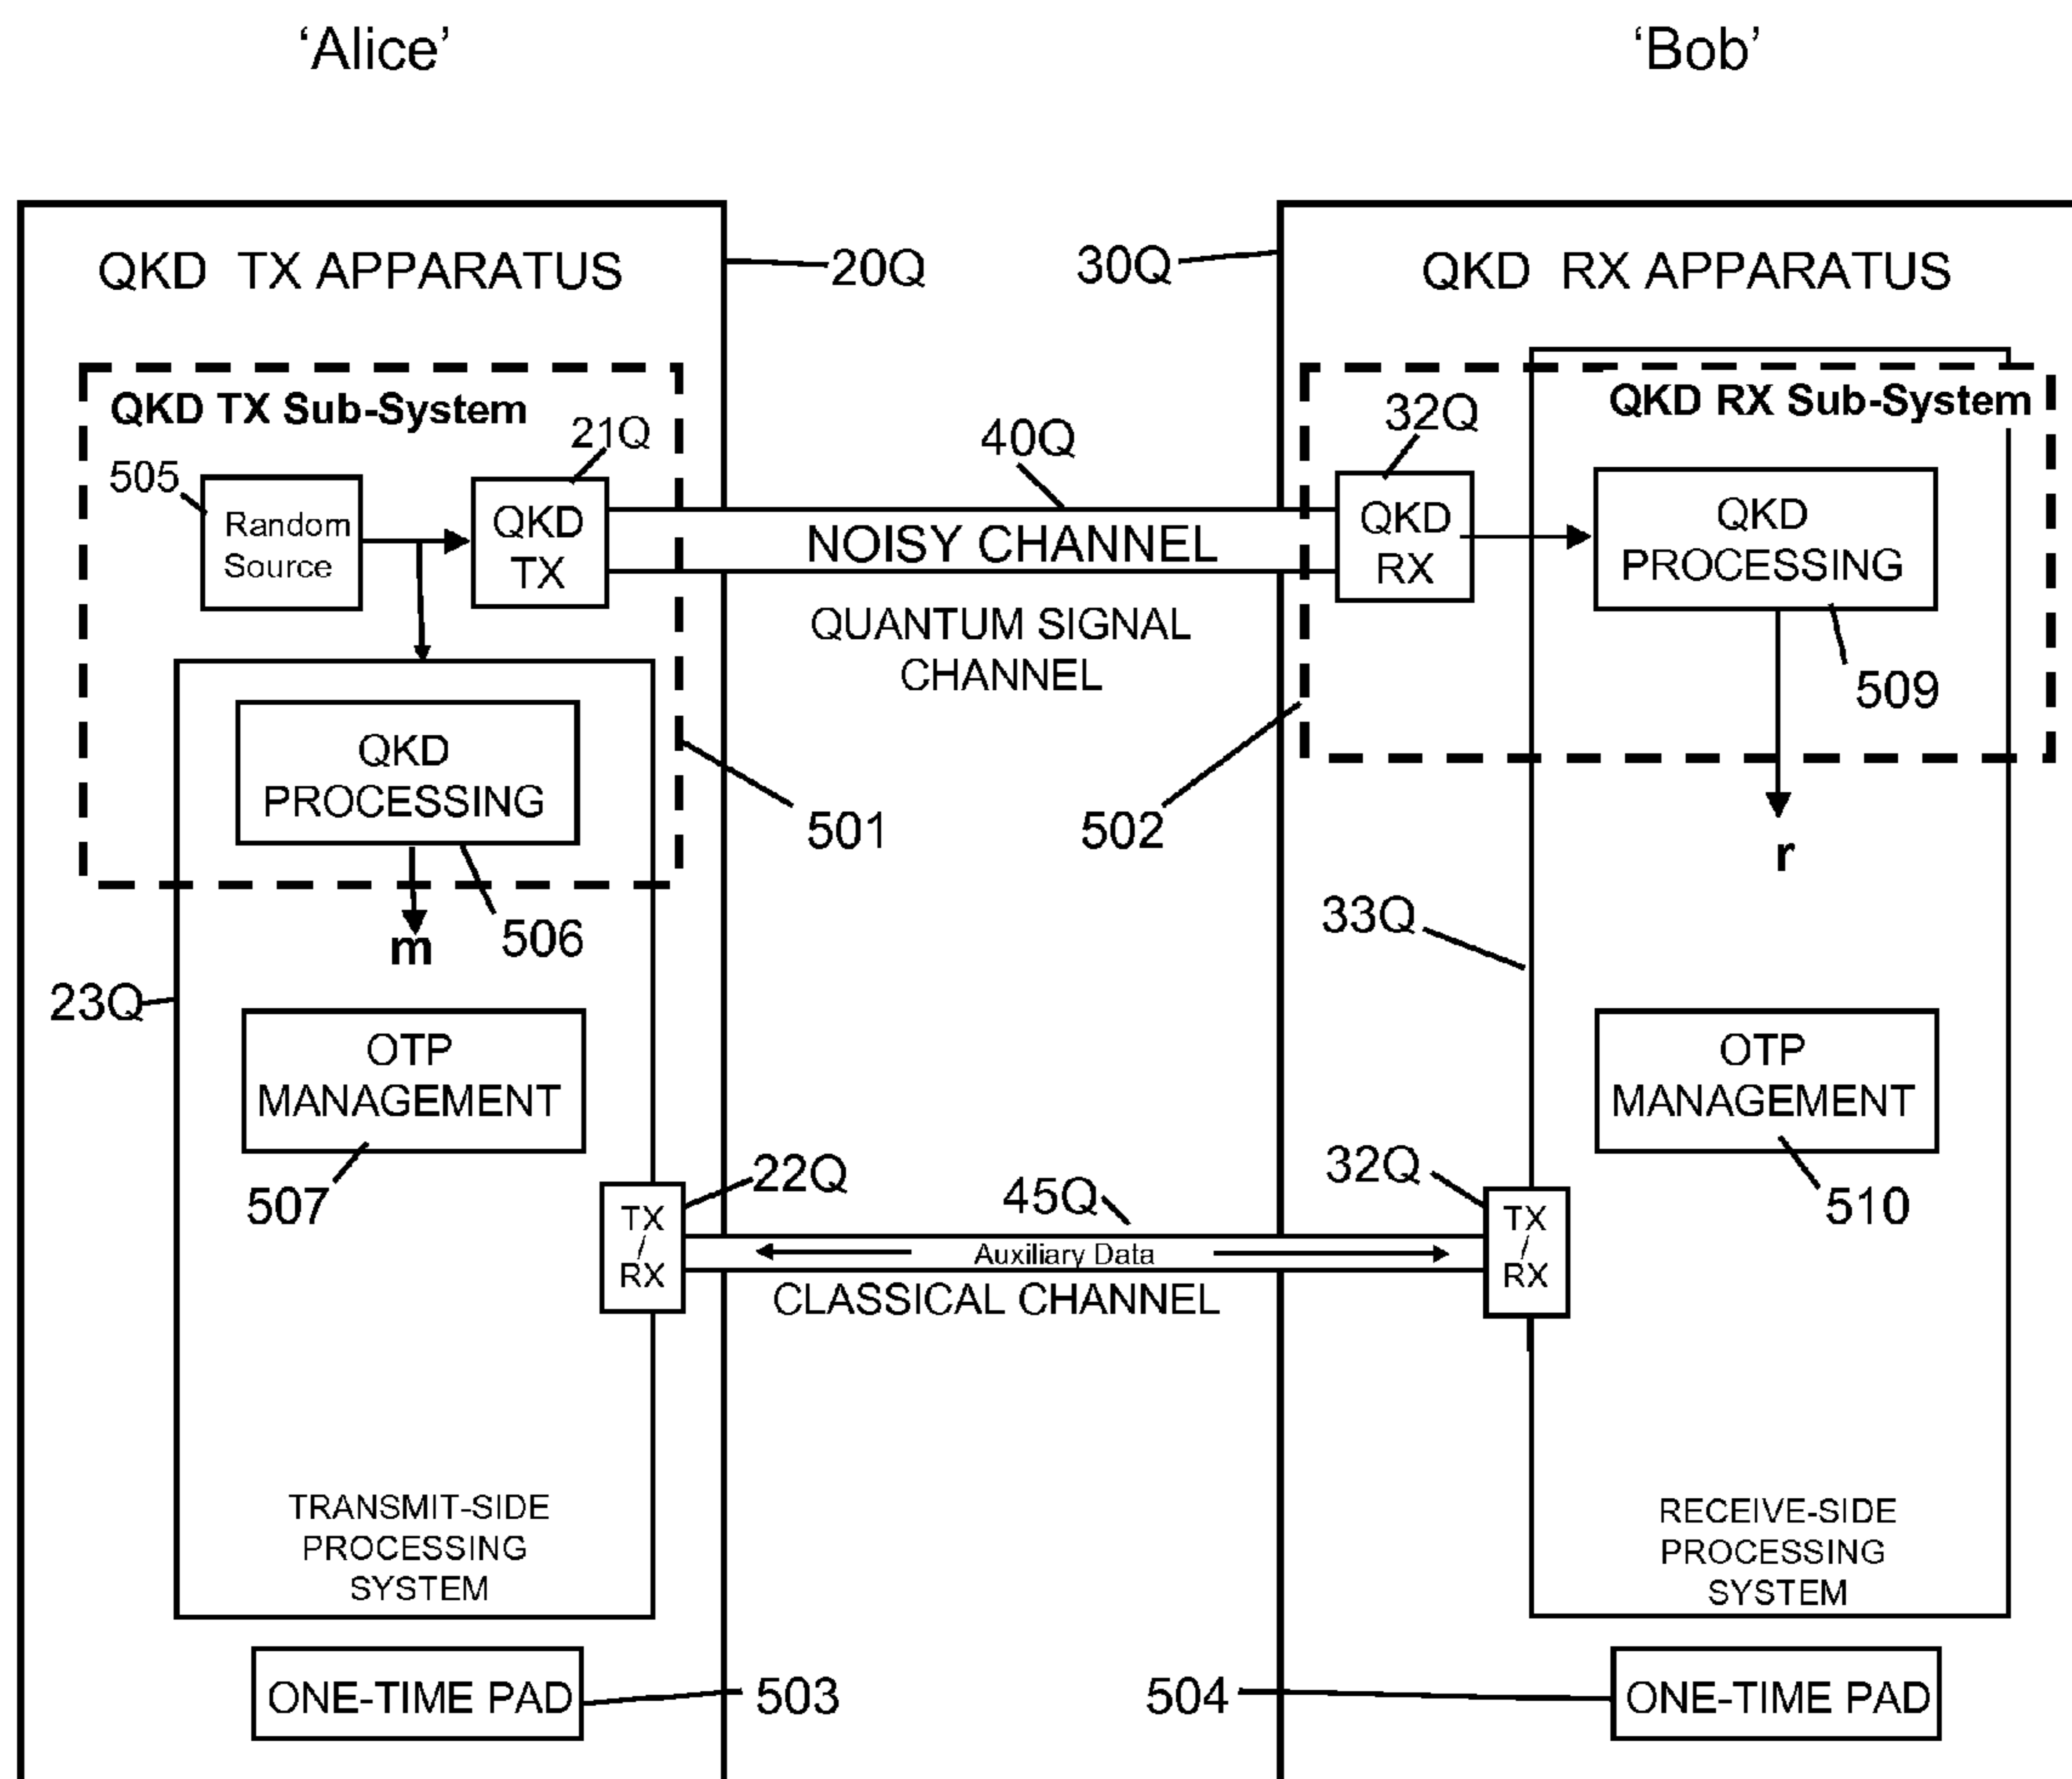 ‘Alice’
‘Bob’
QKD TX APPARATUS
20Q
30Q
QKD RX APPARATUS
QKD TX Sub-System
21Q
505
Random
Source
QKD
TX
40Q
NOISY CHANNEL
QUANTUM SIGNAL
CHANNEL
32Q
QKD RX Sub-System
QKD
RX
QKD
PROCESSING
509
QKD
PROCESSING
501
502
r
506
m
23Q
33Q
OTP
MANAGEMENT
507
OTP
MANAGEMENT
510
22Q
45Q
32Q
TX
/
RX
Auxiliary Data
CLASSICAL CHANNEL
TX
/
RX
TRANSMIT-SIDE
PROCESSING
SYSTEM
RECEIVE-SIDE
PROCESSING
SYSTEM
ONE-TIME PAD
503
504
ONE-TIME PAD